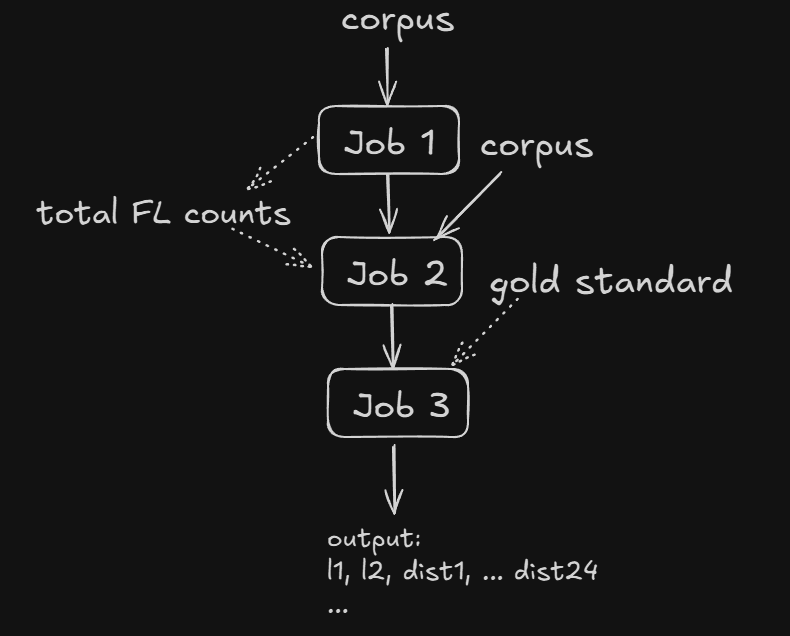 corpus
Job 1
corpus
total FL counts
Job 2
gold standard
Job 3
output:
l1, l2, dist1, ... dist24
...